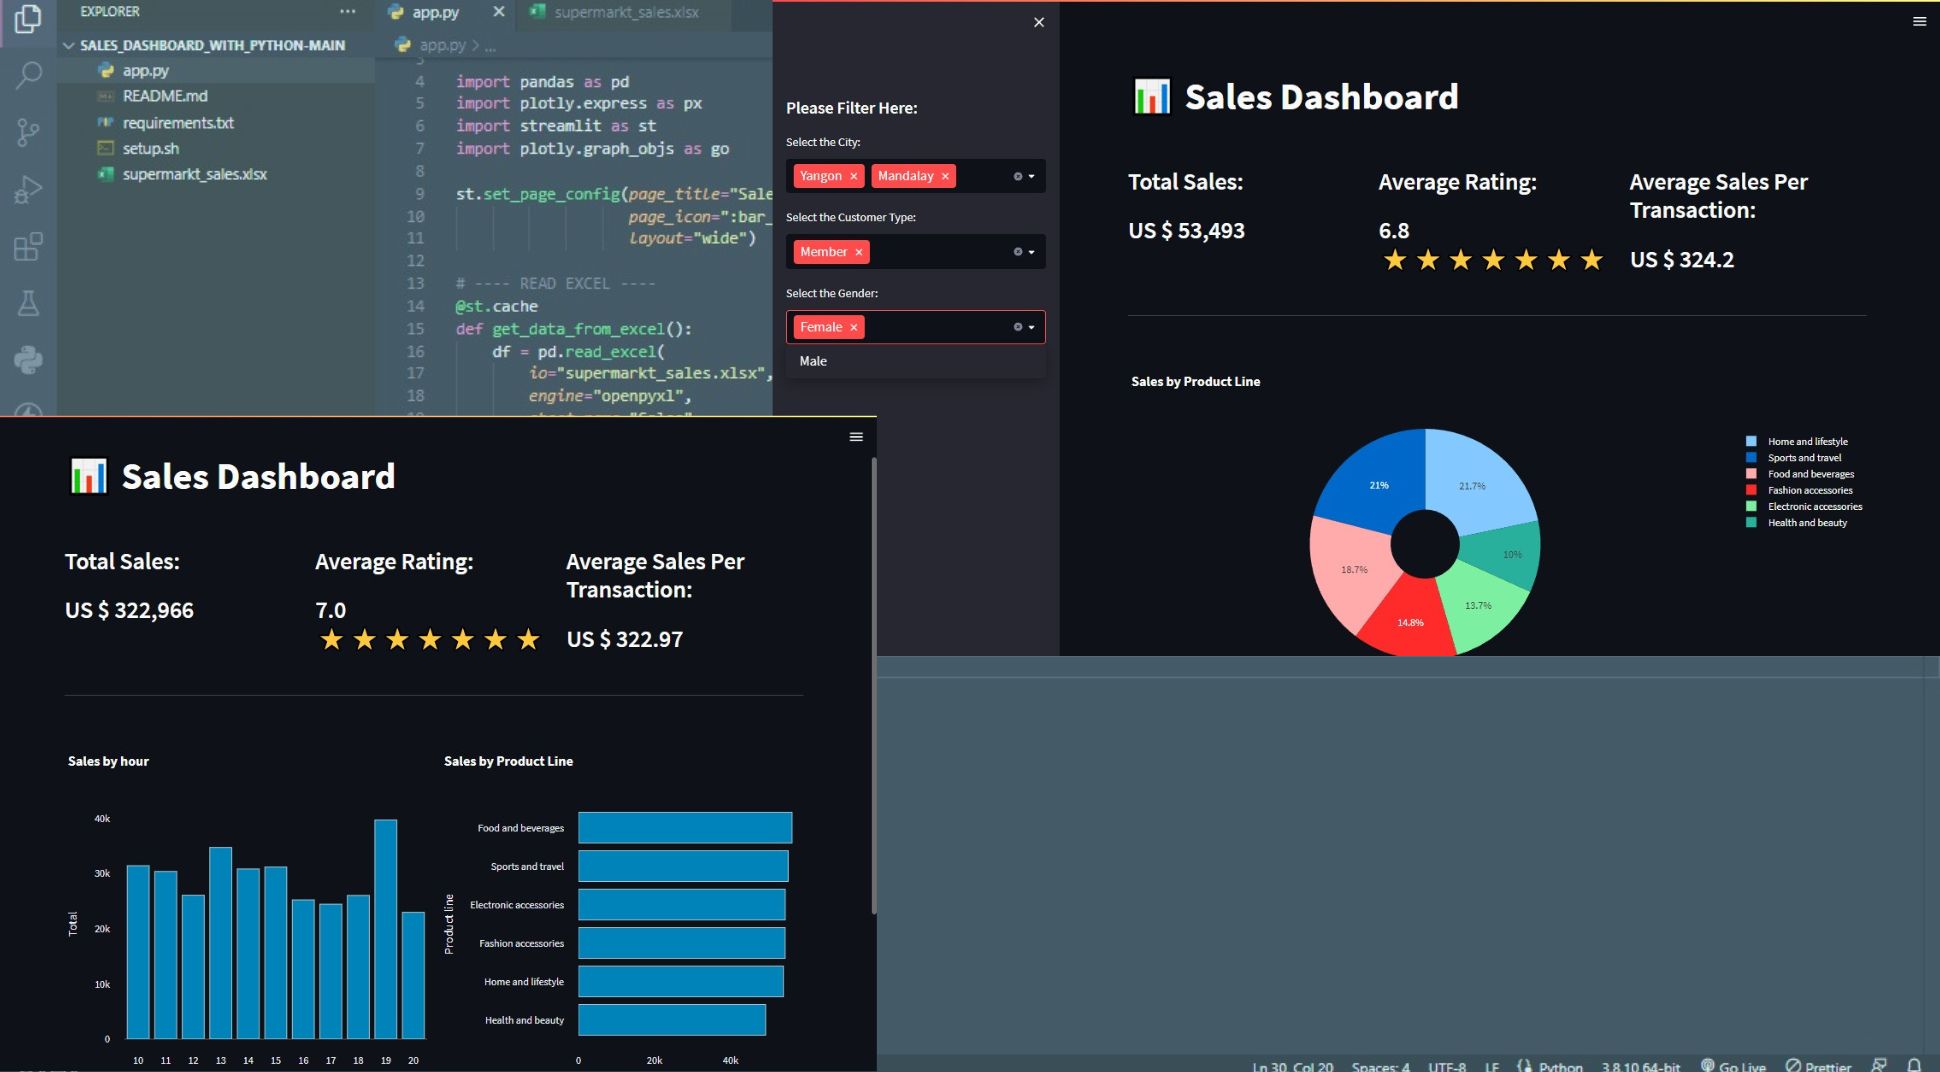 EXPLORER
SALES_DASHBOARD_WITH_PYTHON-MAIN
app.py
README.md
requirements.txt
setup.sh
supermarkt_sales.xlsx
app.py
supermarkt_sales.xlsx
app.py > ...
4 import pandas as pd
5 import plotly.express as px
6 import streamlit as st
7 import plotly.graph_objs as go
8
9 st.set_page_config(page_title="Sale
10 page_icon=":bar_
11 layout="wide")
12
13 # ---- READ EXCEL ----
14 @st.cache
15 def get_data_from_excel():
16 df = pd.read_excel(
17 io="supermarkt_sales.xlsx",
18 engine="openpyxl",
Please Filter Here:
Select the City:
Yangon × Mandalay ×
Select the Customer Type:
Member ×
Select the Gender:
Female ×
Male
Sales Dashboard
Total Sales:
US $ 53,493
Average Rating:
6.8
Average Sales Per
Transaction:
US $ 324.2
Sales by Product Line
21%
21.7%
10%
18.7%
13.7%
14.8%
Home and lifestyle
Sports and travel
Food and beverages
Fashion accessories
Electronic accessories
Health and beauty
Sales Dashboard
Total Sales:
US $ 322,966
Average Rating:
7.0
Average Sales Per
Transaction:
US $ 322.97
Sales by hour
40k
30k
20k
10k
0
Total
10 11 12 13 14 15 16 17 18 19 20
Sales by Product Line
Product line
Food and beverages
Sports and travel
Electronic accessories
Fashion accessories
Home and lifestyle
Health and beauty
0 20k 40k
Ln 30, Col 20 Spaces: 4 UTF-8 LF Python 3.8.10 64-bit Go Live Prettier